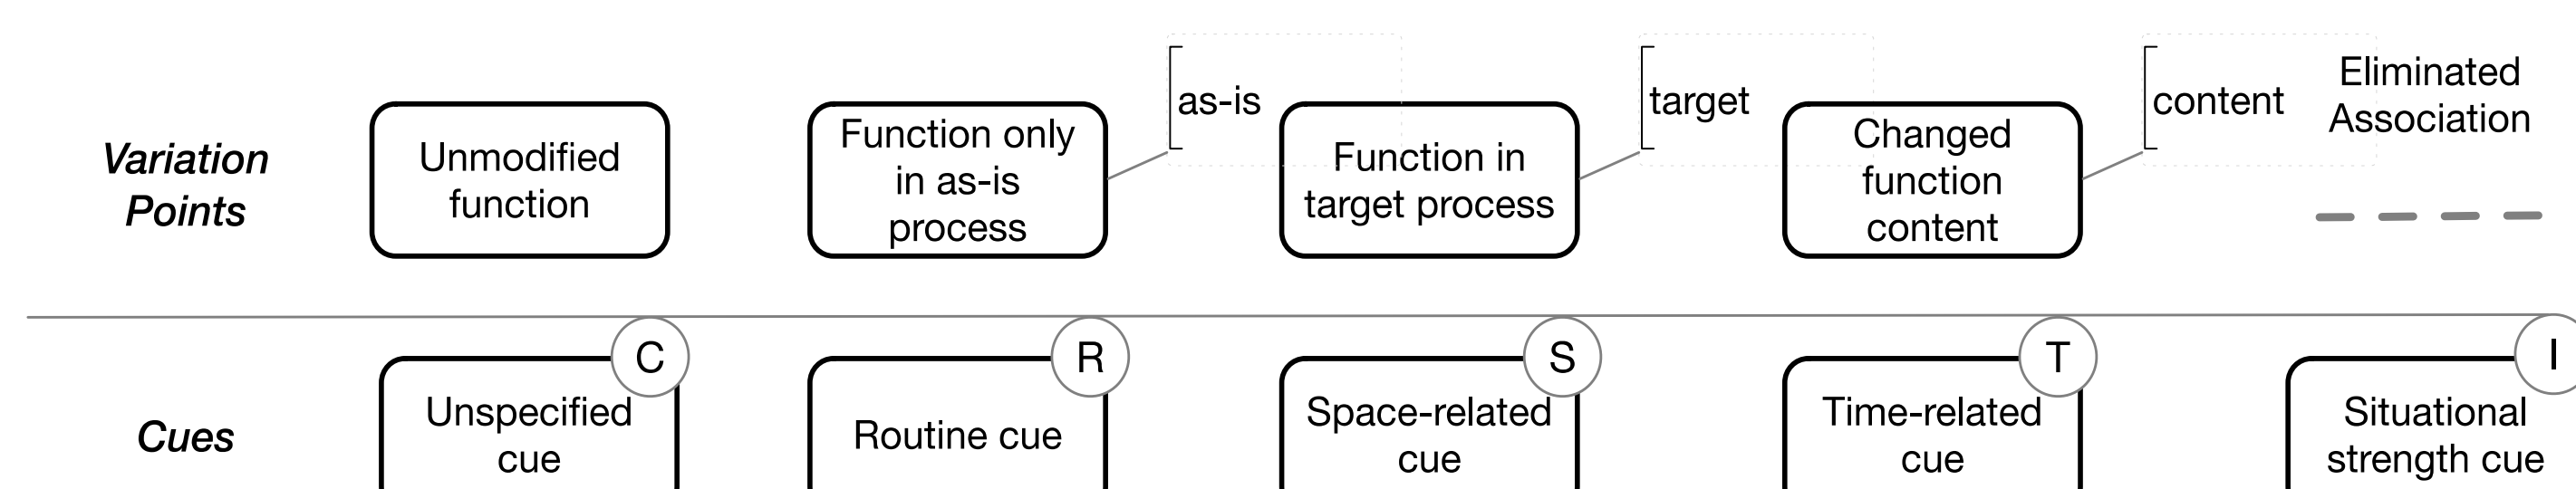 Variation
Points
Unmodified
function
Function only
in as-is
process
as-is
Function in
target process
target
Changed
function
content
content
Eliminated
Association
Cues
C
Unspecified
cue
R
Routine cue
S
Space-related
cue
T
Time-related
cue
I
Situational
strength cue